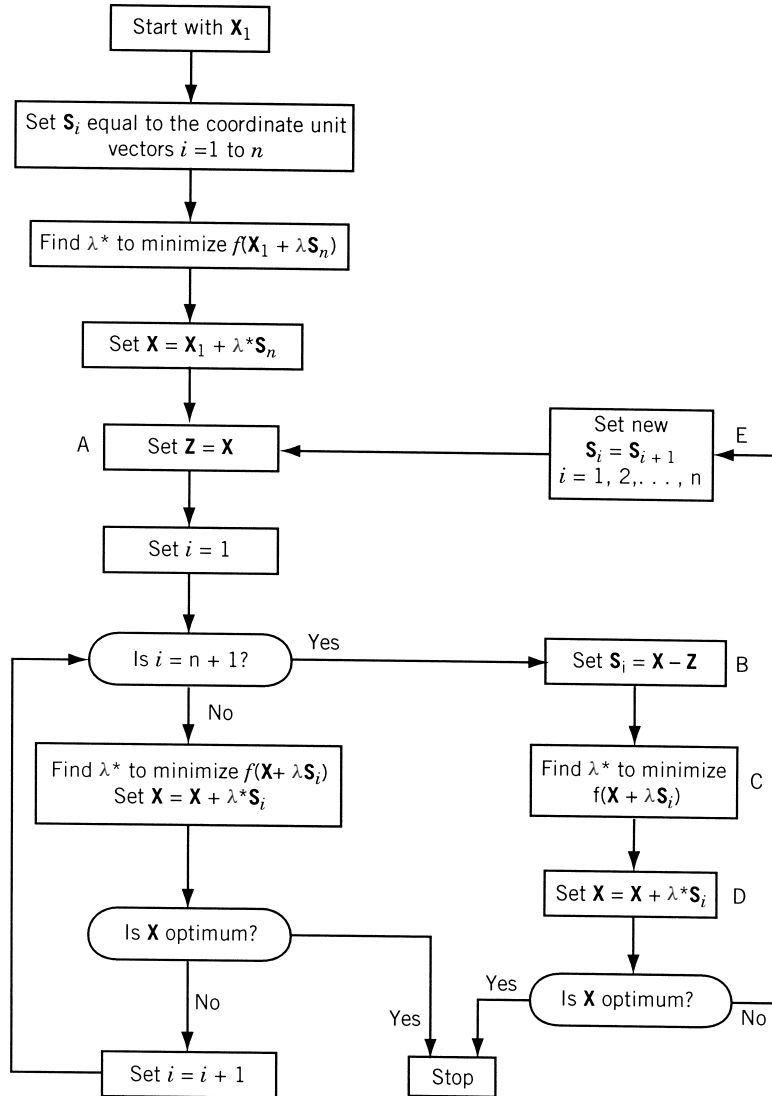 Start with X₁
Set Sᵢ equal to the coordinate unit
vectors i =1 to n
Find λ* to minimize f(X₁ + λSₙ)
Set X = X₁ + λ*Sₙ
A
Set Z = X
Set new
Sᵢ = Sᵢ ₊ ₁
i = 1, 2,. . . , n
E
Set i = 1
Is i = n + 1?
Yes
Set Sᵢ = X – Z
B
No
Find λ* to minimize f(X+ λSᵢ)
Set X = X + λ*Sᵢ
Find λ* to minimize
f(X + λSᵢ)
C
Set X = X + λ*Sᵢ
D
Is X optimum?
Yes
No
Is X optimum?
Yes
No
Set i = i + 1
Stop